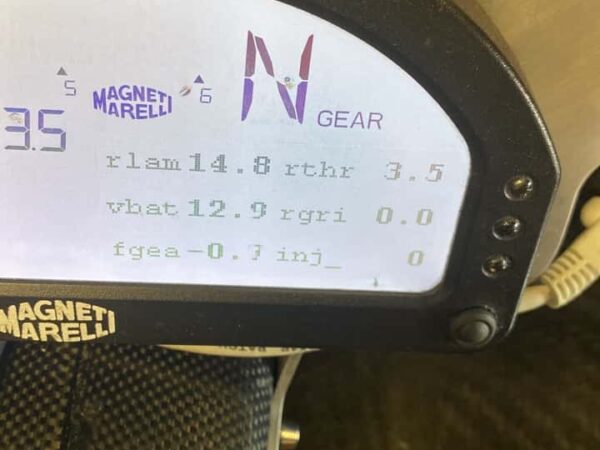 5
MAGNETI MARELLI
6
N
GEAR
3.5
rlam 14.8 rthr 3.5
vbat 12.9 rgri 0.0
fgea -0.7 inj_ 0
MAGNETI MARELLI